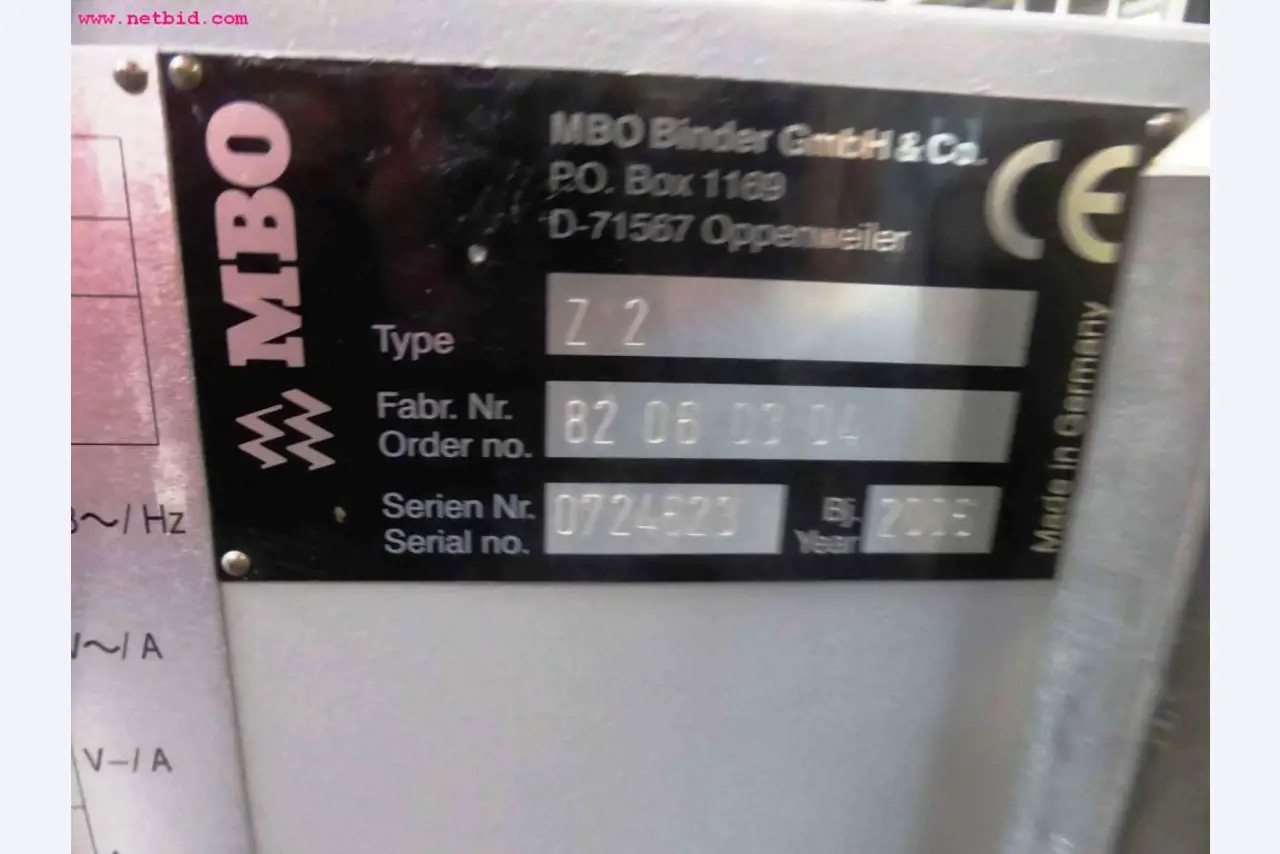 www.netbid.com
MBO
MBO Binder GmbH & Co.
P.O. Box 1169
D-71567 Oppenweiler
CE
Type Z 2
Fabr. Nr.
Order no. 82 08 03 04
Serien Nr.
Serial no.
Bj.
Year
Made in Germany
~/ Hz
~/ A
V–/ A